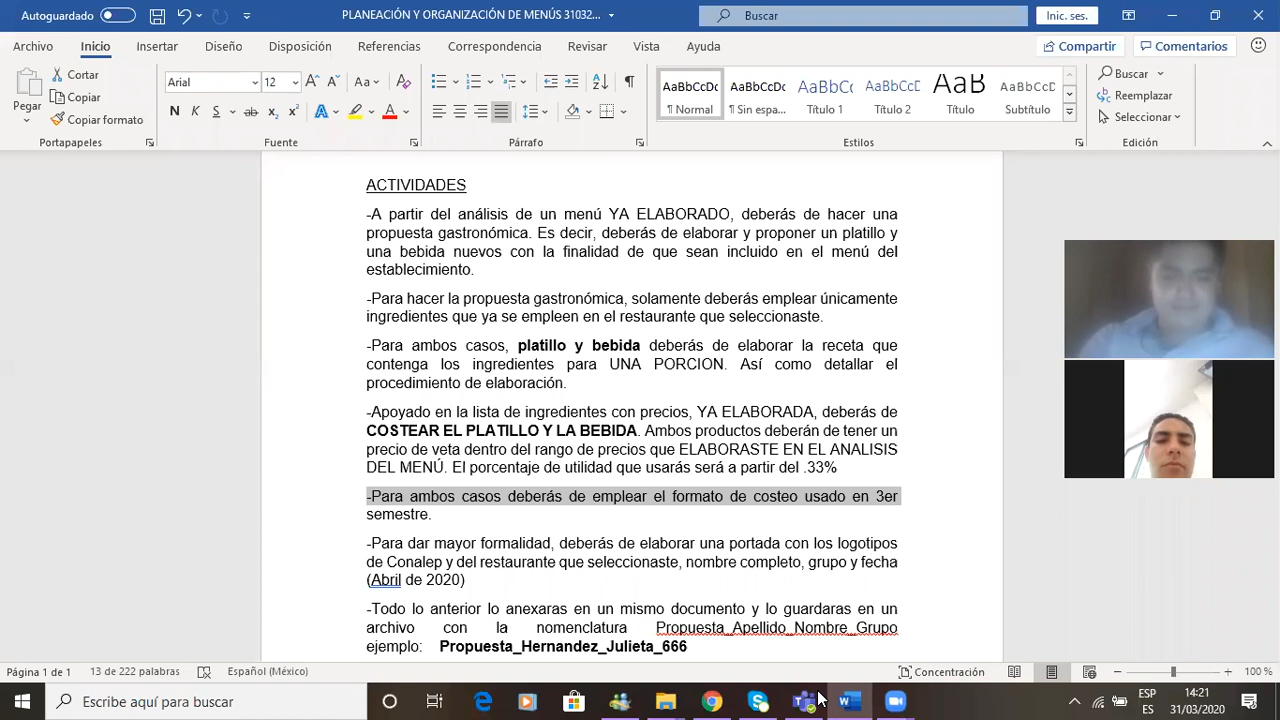 Autoguardado
PLANEACIÓN Y ORGANIZACIÓN DE MENÚS 31032...
Buscar
Inic. ses.
Archivo Inicio Insertar Diseño Disposición Referencias Correspondencia Revisar Vista Ayuda
Compartir Comentarios
Pegar
Cortar
Copiar
Copiar formato
Portapapeles
Arial 12
Aa
N K S ab x₂ x²
Fuente
Párrafo
AaBbCcDc AaBbCcDc AaBbCc AaBbCcD AaB AaBbCcD
¶ Normal ¶ Sin espa... Título 1 Título 2 Título Subtítulo
Estilos
Buscar
Reemplazar
Seleccionar
Edición
ACTIVIDADES
-A partir del análisis de un menú YA ELABORADO, deberás de hacer una
propuesta gastronómica. Es decir, deberás de elaborar y proponer un platillo y
una bebida nuevos con la finalidad de que sean incluido en el menú del
establecimiento.
-Para hacer la propuesta gastronómica, solamente deberás emplear únicamente
ingredientes que ya se empleen en el restaurante que seleccionaste.
-Para ambos casos, platillo y bebida deberás de elaborar la receta que
contenga los ingredientes para UNA PORCION. Así como detallar el
procedimiento de elaboración.
-Apoyado en la lista de ingredientes con precios, YA ELABORADA, deberás de
COSTEAR EL PLATILLO Y LA BEBIDA. Ambos productos deberán de tener un
precio de veta dentro del rango de precios que ELABORASTE EN EL ANALISIS
DEL MENÚ. El porcentaje de utilidad que usarás será a partir del .33%
-Para ambos casos deberás de emplear el formato de costeo usado en 3er
semestre.
-Para dar mayor formalidad, deberás de elaborar una portada con los logotipos
de Conalep y del restaurante que seleccionaste, nombre completo, grupo y fecha
(Abril de 2020)
-Todo lo anterior lo anexaras en un mismo documento y lo guardaras en un
archivo con la nomenclatura Propuesta_Apellido_Nombre_Grupo
ejemplo: Propuesta_Hernandez_Julieta_666
Página 1 de 1 13 de 222 palabras Español (México) Concentración 100 %
Escribe aquí para buscar
ESP
ES
14:21
31/03/2020